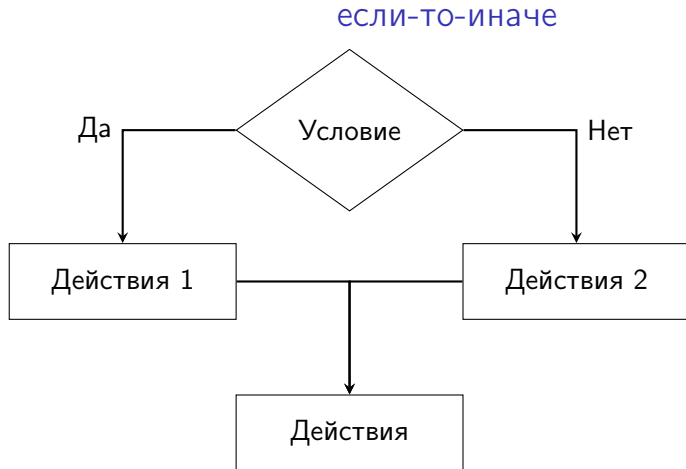 если-то-иначе
Условие
Да
Нет
Действия 1
Действия 2
Действия